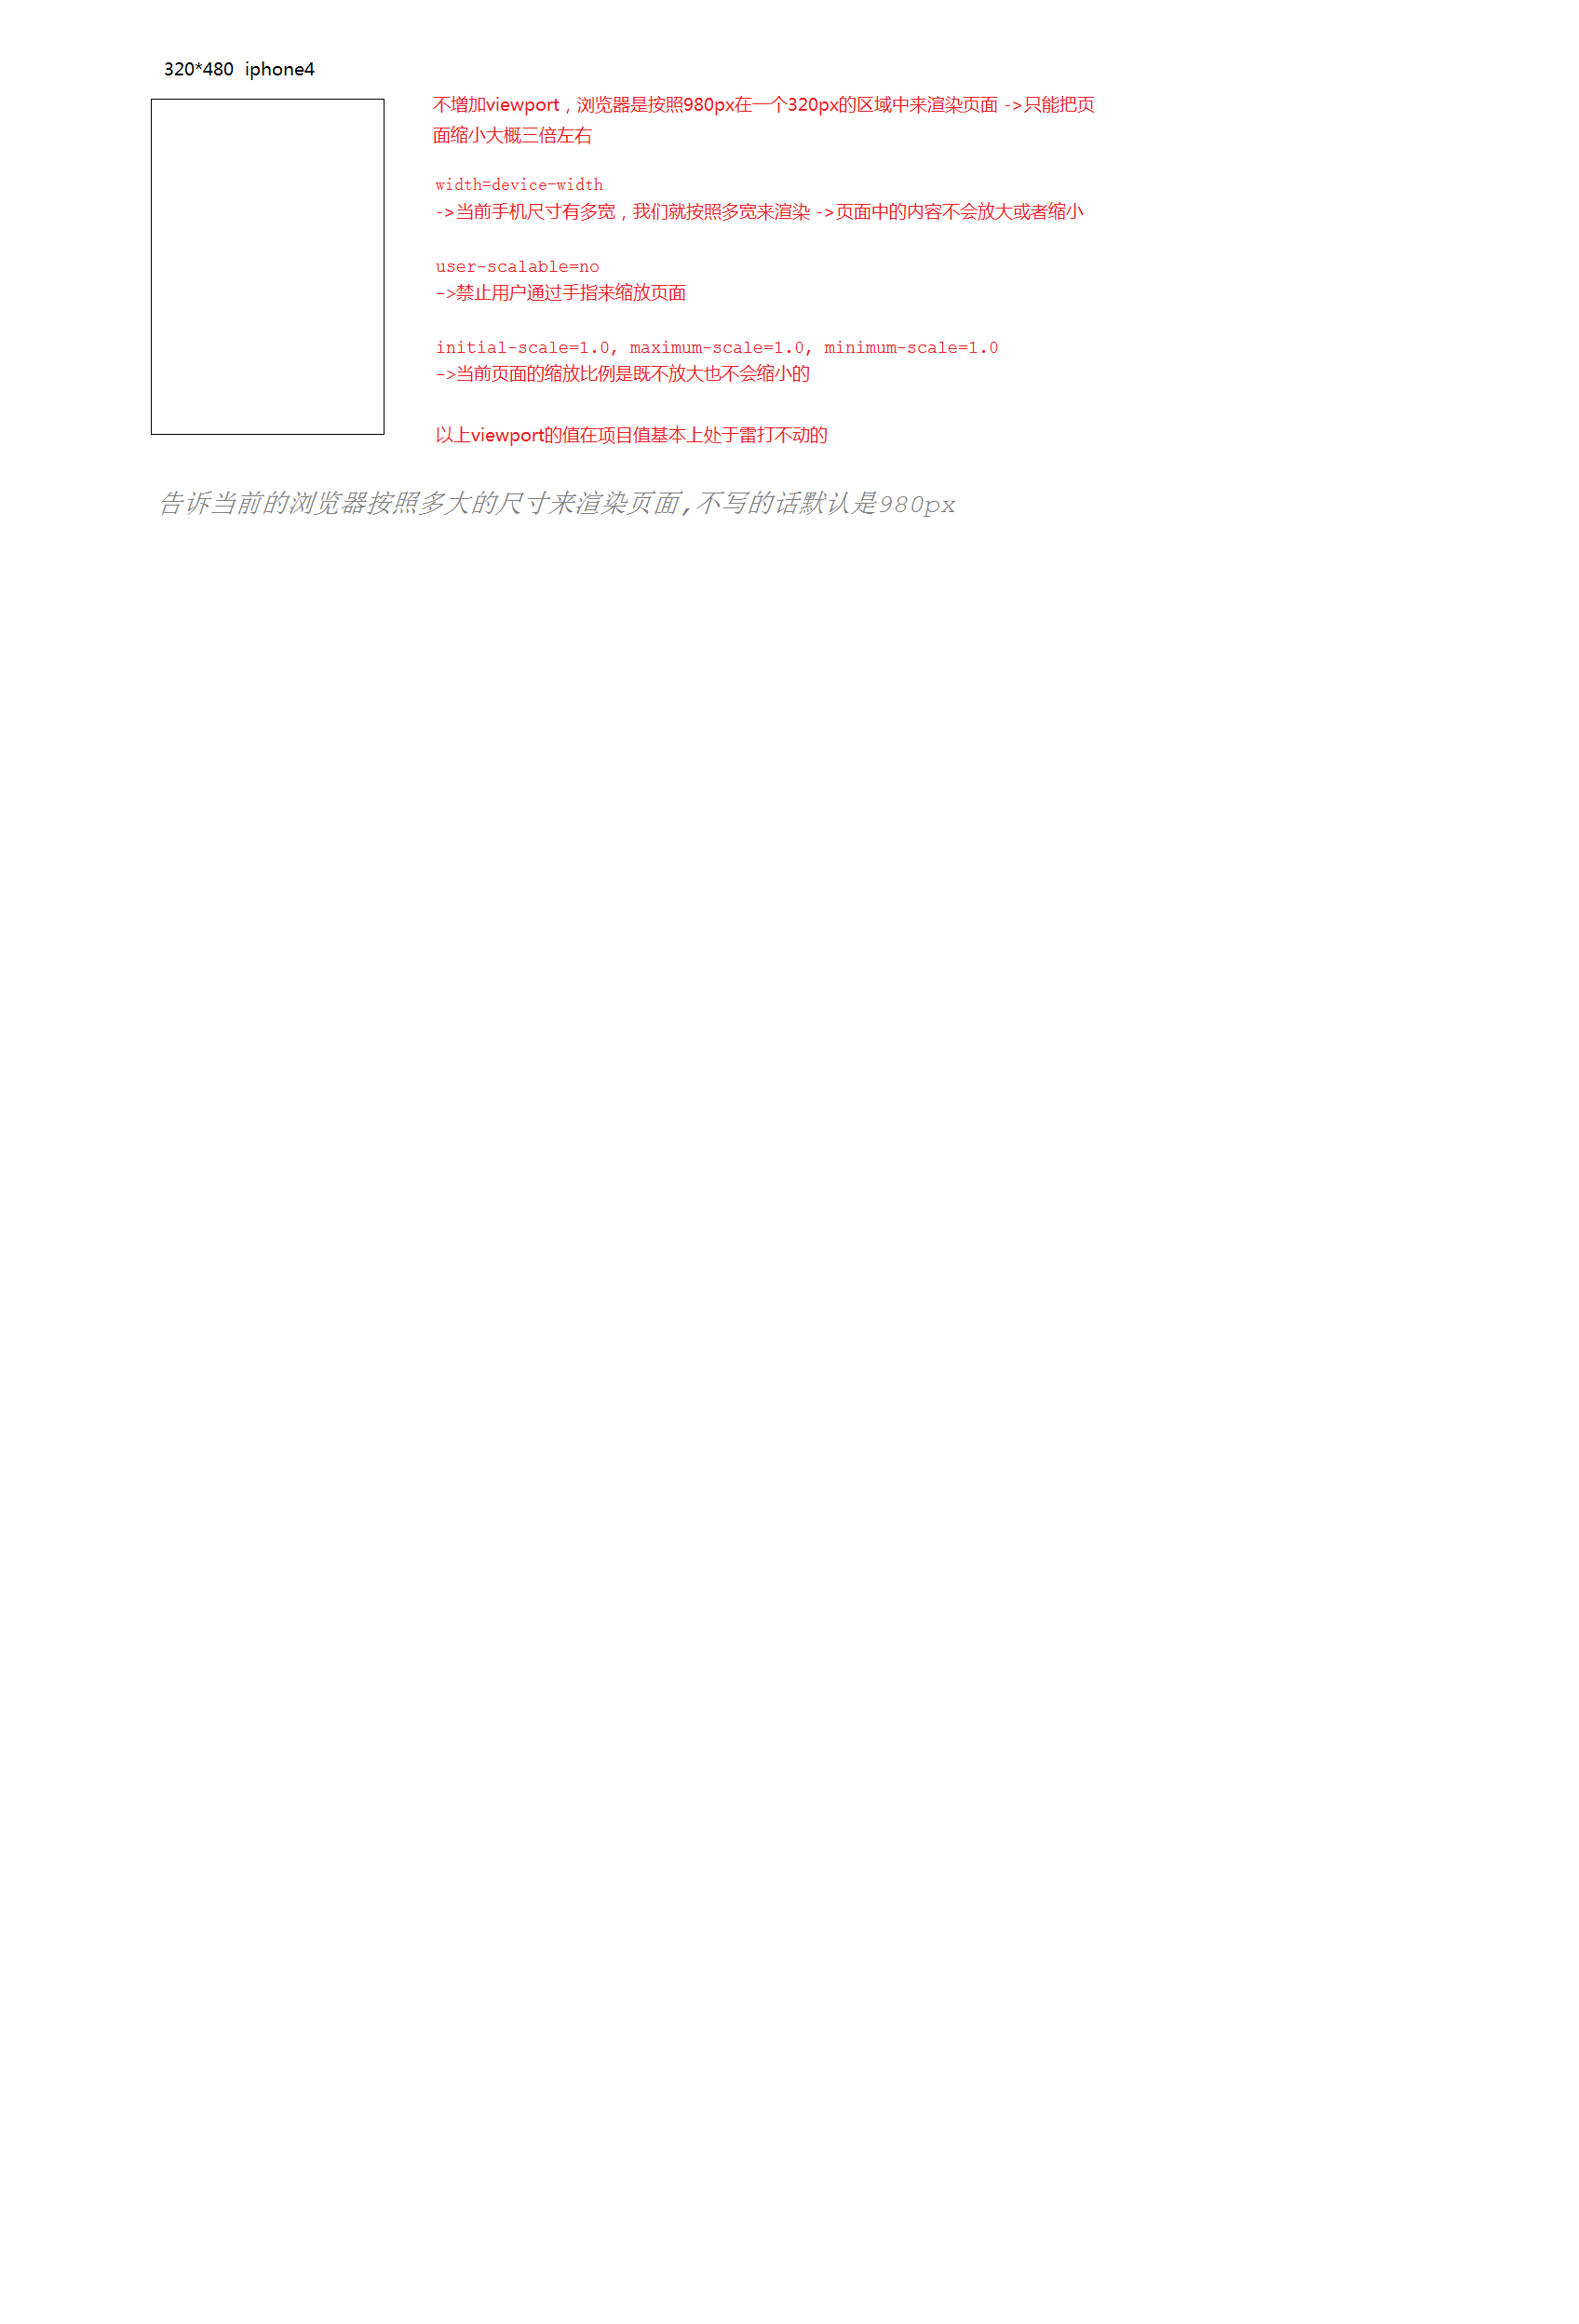 320*480 iphone4
不增加viewport，浏览器是按照980px在一个320px的区域中来渲染页面 ->只能把页
面缩小大概三倍左右
width=device-width
->当前手机尺寸有多宽，我们就按照多宽来渲染 ->页面中的内容不会放大或者缩小
user-scalable=no
->禁止用户通过手指来缩放页面
initial-scale=1.0, maximum-scale=1.0, minimum-scale=1.0
->当前页面的缩放比例是既不放大也不会缩小的
以上viewport的值在项目值基本上处于雷打不动的
告诉当前的浏览器按照多大的尺寸来渲染页面,不写的话默认是980px